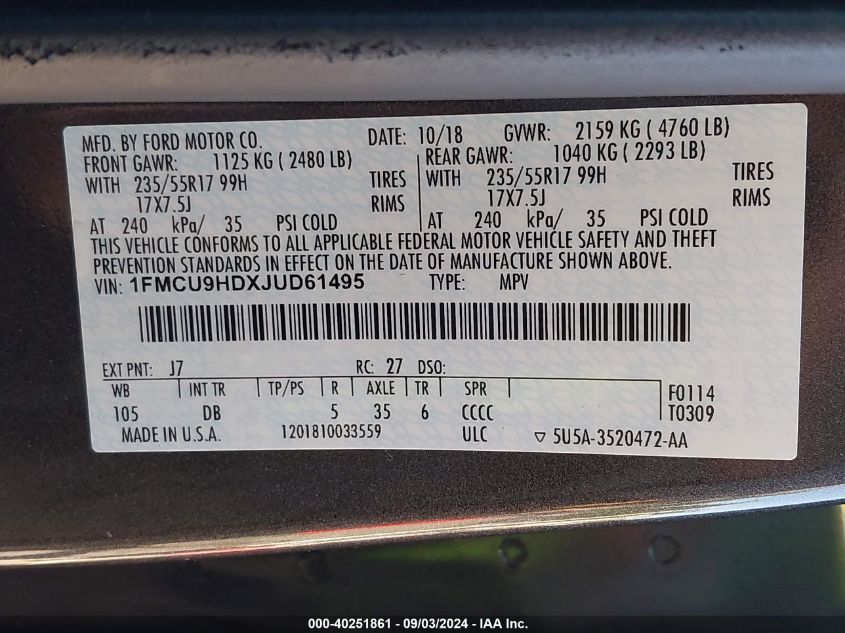 MFD. BY FORD MOTOR CO. DATE: 10/18 GVWR: 2159 KG ( 4760 LB)
FRONT GAWR: 1125 KG ( 2480 LB) REAR GAWR: 1040 KG ( 2293 LB)
WITH 235/55R17 99H TIRES WITH 235/55R17 99H TIRES
17X7.5J RIMS 17X7.5J RIMS
AT 240 kPa/ 35 PSI COLD AT 240 kPa/ 35 PSI COLD
THIS VEHICLE CONFORMS TO ALL APPLICABLE FEDERAL MOTOR VEHICLE SAFETY AND THEFT
PREVENTION STANDARDS IN EFFECT ON THE DATE OF MANUFACTURE SHOWN ABOVE.
VIN: 1FMCU9HDXJUD61495 TYPE: MPV
EXT PNT: J7 RC: 27 DSO:
WB INT TR TP/PS R AXLE TR SPR F0114
105 DB 5 35 6 CCCC T0309
MADE IN U.S.A. 1201810033559 ULC ▽ 5U5A-3520472-AA
000-40251861 - 09/03/2024 - IAA Inc.